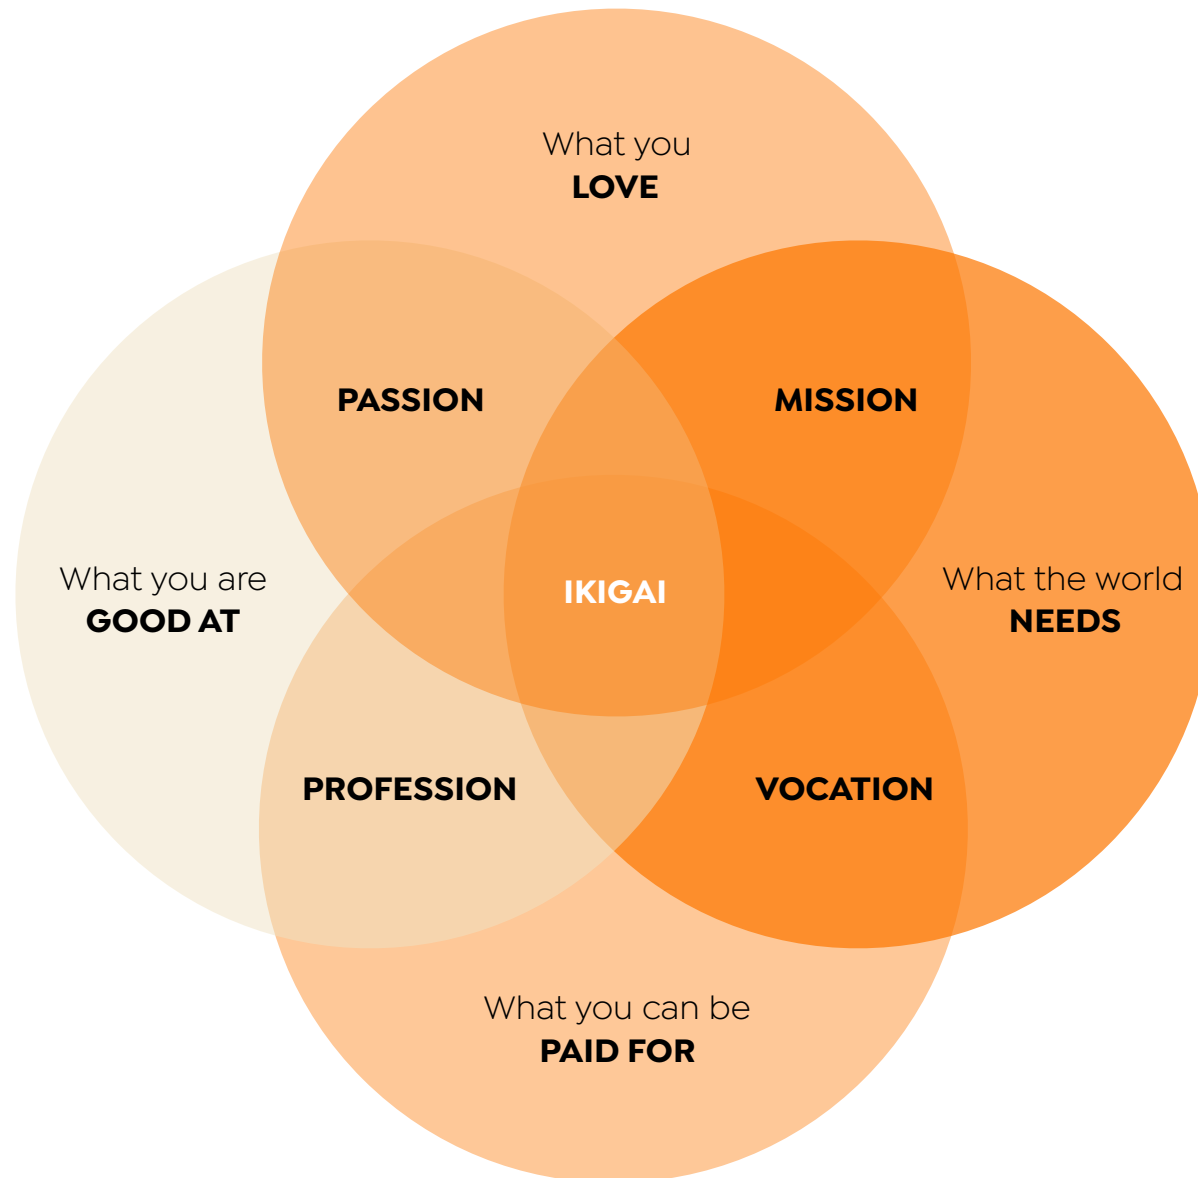 What you
LOVE
PASSION
MISSION
What you are
GOOD AT
IKIGAI
What the world
NEEDS
PROFESSION
VOCATION
What you can be
PAID FOR